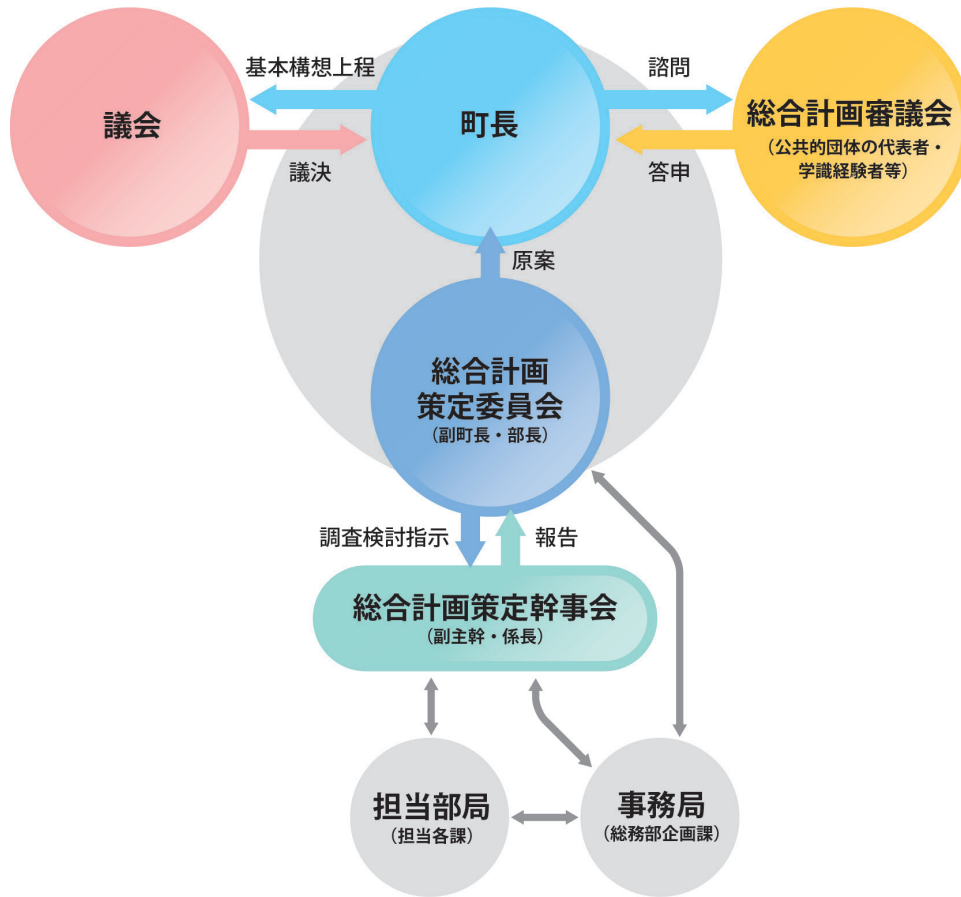 基本構想上程
諮問
議会
町長
総合計画審議会
（公共的団体の代表者・
学識経験者等）
議決
答申
原案
総合計画
策定委員会
（副町長・部長）
調査検討指示
報告
総合計画策定幹事会
（副主幹・係長）
担当部局
（担当各課）
事務局
（総務部企画課）